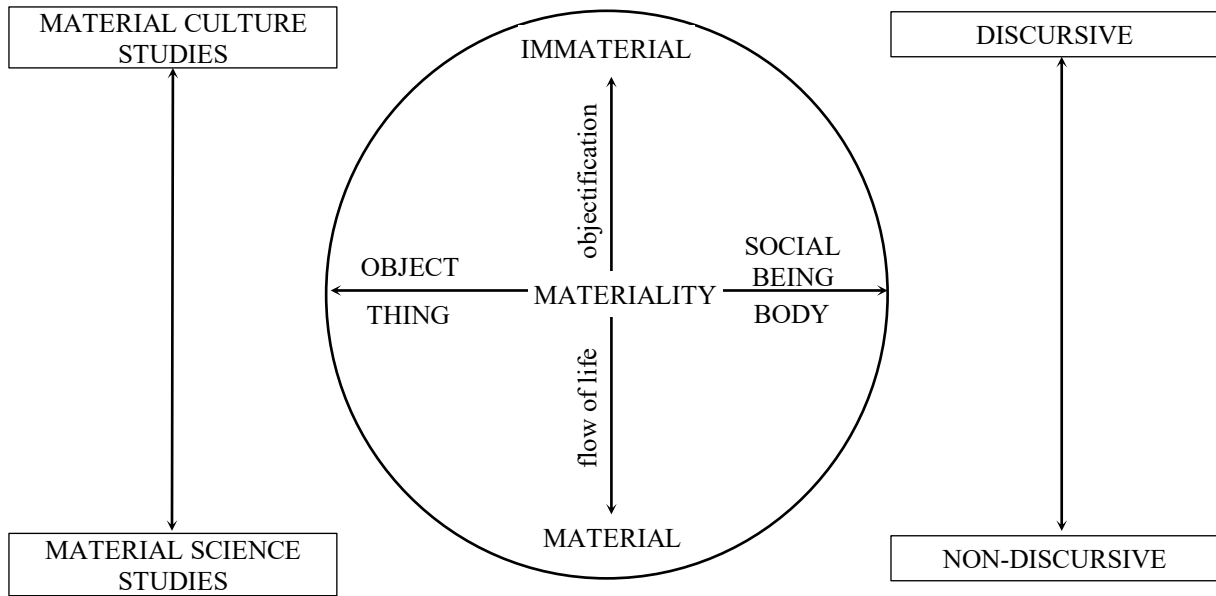 MATERIAL CULTURE
STUDIES
IMMATERIAL
DISCURSIVE
objectification
OBJECT
THING
MATERIALITY
SOCIAL
BEING
BODY
flow of life
MATERIAL
MATERIAL SCIENCE
STUDIES
NON-DISCURSIVE